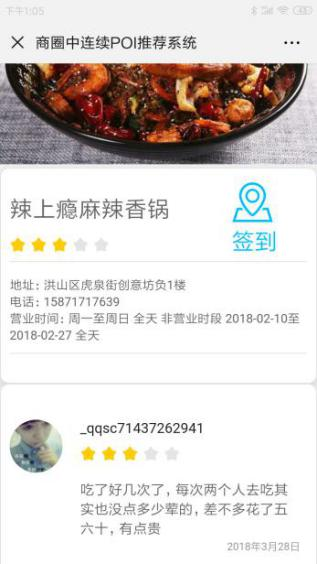 下午1:05
商圈中连续POI推荐系统
辣上瘾麻辣香锅
签到
地址: 洪山区虎泉街创意坊负1楼
电话: 15871717639
营业时间: 周一至周日 全天 非营业时段 2018-02-10至
2018-02-27 全天
_qqsc71437262941
吃了好几次了，每次两个人去吃其
实也没点多少荤的，差不多花了五
六十，有点贵
2018年3月28日